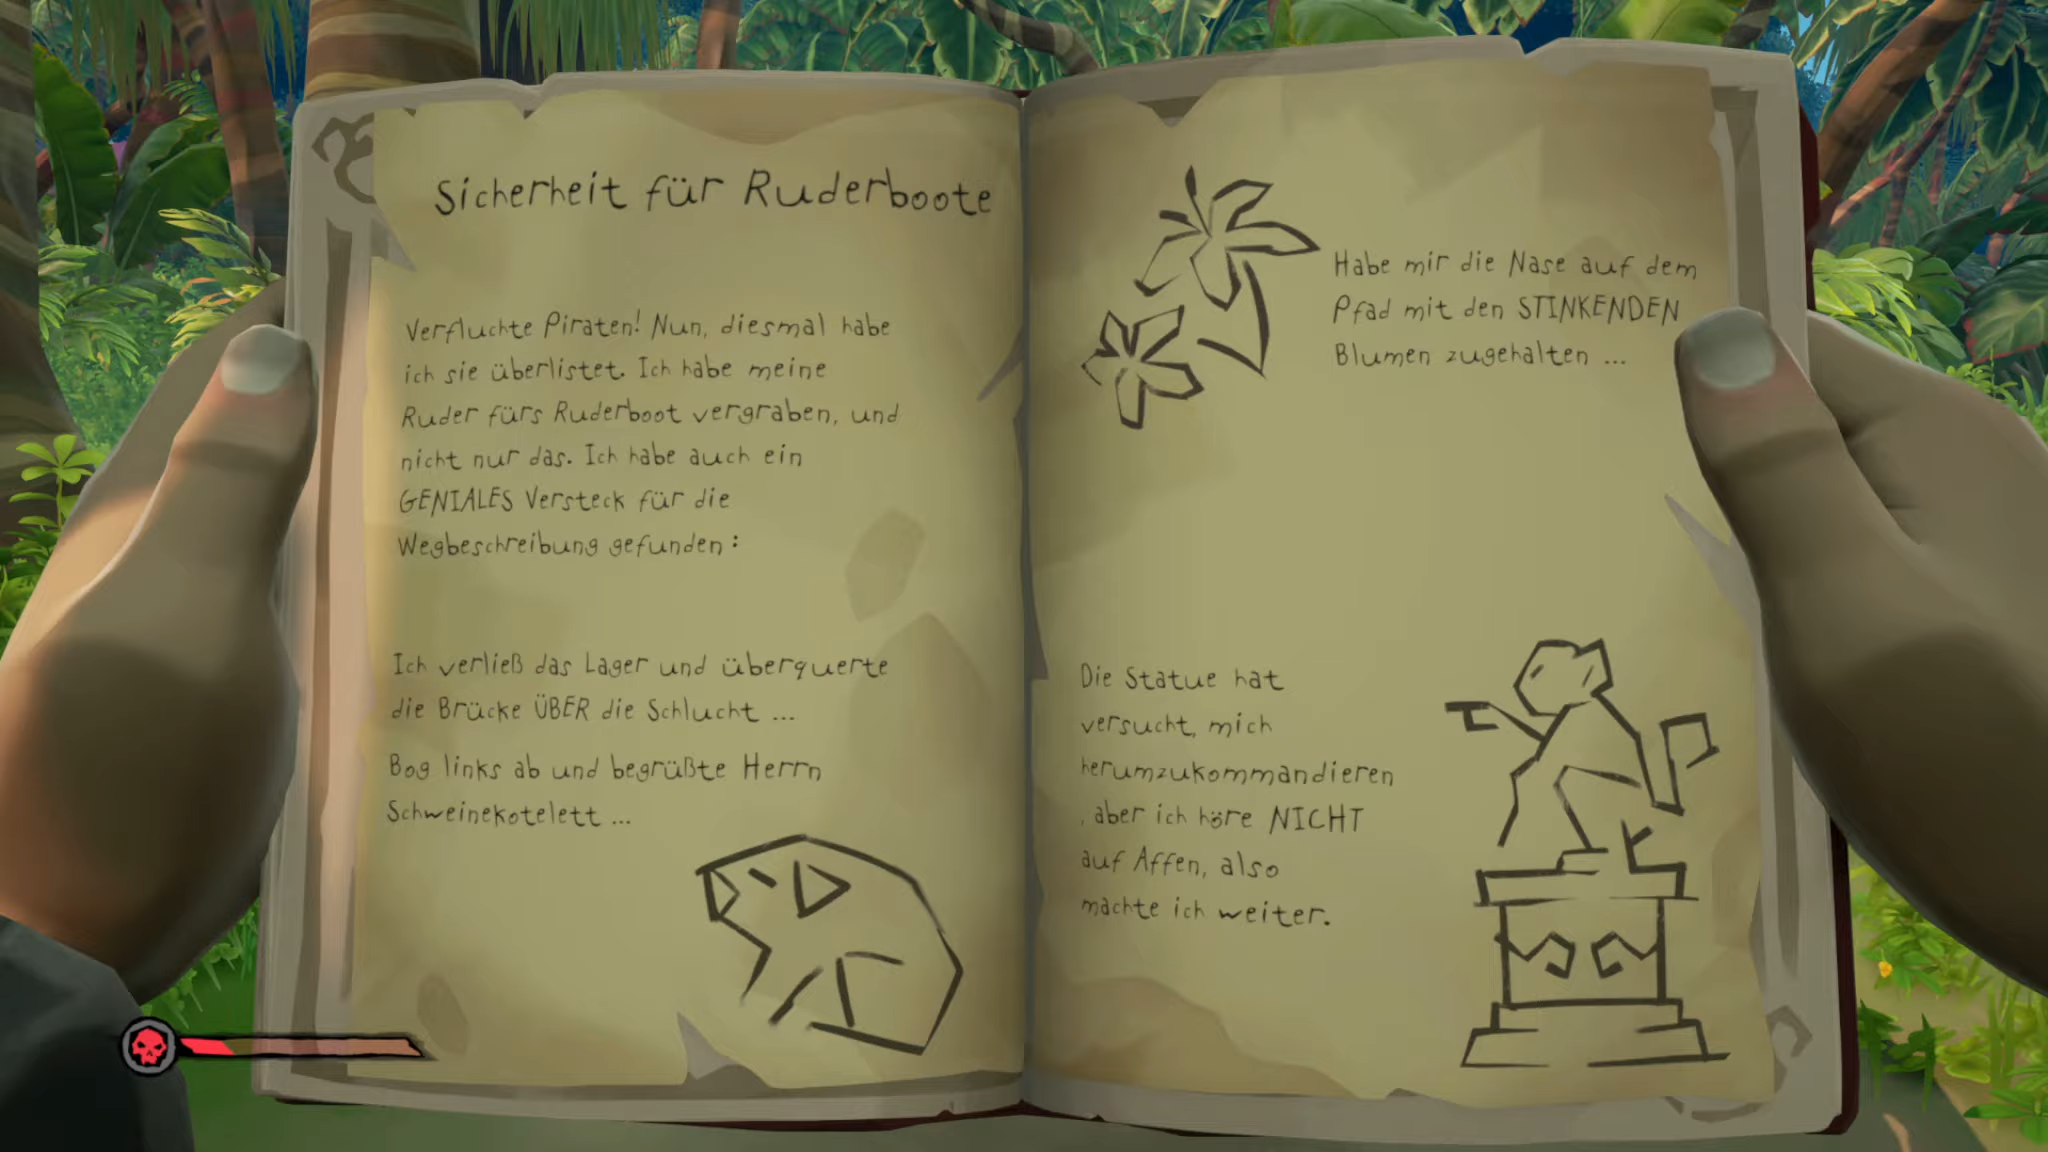 Sicherheit für Ruderboote
Verfluchte Piraten! Nun, diesmal habe
ich sie überlistet. Ich habe meine
Ruder fürs Ruderboot vergraben, und
nicht nur das. Ich habe auch ein
GENIALES Versteck für die
Wegbeschreibung gefunden:
Ich verließ das Lager und überquerte
die Brücke ÜBER die Schlucht ...
Bog links ab und begrüßte Herrn
Schweinekotelett ...
Habe mir die Nase auf dem
Pfad mit den STINKENDEN
Blumen zugehalten ...
Die Statue hat
versucht, mich
herumzukommandieren
, aber ich höre NICHT
auf Affen, also
machte ich weiter.